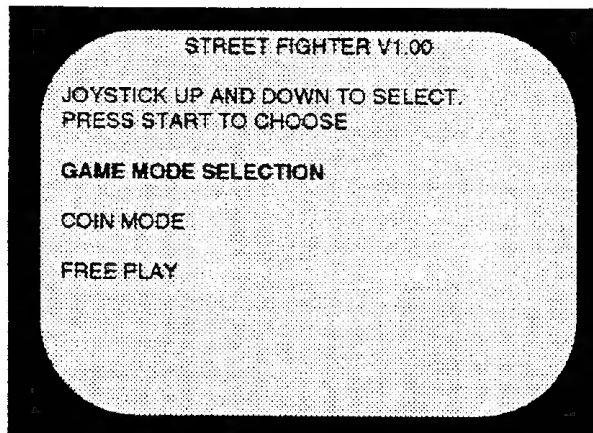 STREET FIGHTER V1.00
JOYSTICK UP AND DOWN TO SELECT.
PRESS START TO CHOOSE
GAME MODE SELECTION
COIN MODE
FREE PLAY